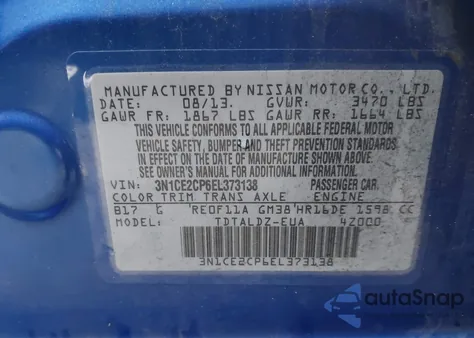 MANUFACTURED BY NISSAN MOTOR CO., LTD.
DATE: 08/13. GVWR: 3470 LBS
GAWR FR: 1867 LBS GAWR RR: 1664 LBS
THIS VEHICLE CONFORMS TO ALL APPLICABLE FEDERAL MOTOR
VEHICLE SAFETY, BUMPER AND THEFT PREVENTION
STANDARDS IN EFFECT ON THE DATE OF MANUFACTURE SHOWN ABOVE.
SEE OWNER'S MANUAL FOR ADDITIONAL INFORMATION.
VIN: 3N1CE2CP6EL373138 PASSENGER CAR.
COLOR TRIM TRANS AXLE ENGINE
B17 G RE0F11A GM38 HR16DE 1598 CC
MODEL: TDTALDZ-EUA 4Z000
3N1CE2CP6EL373138
autoSnap